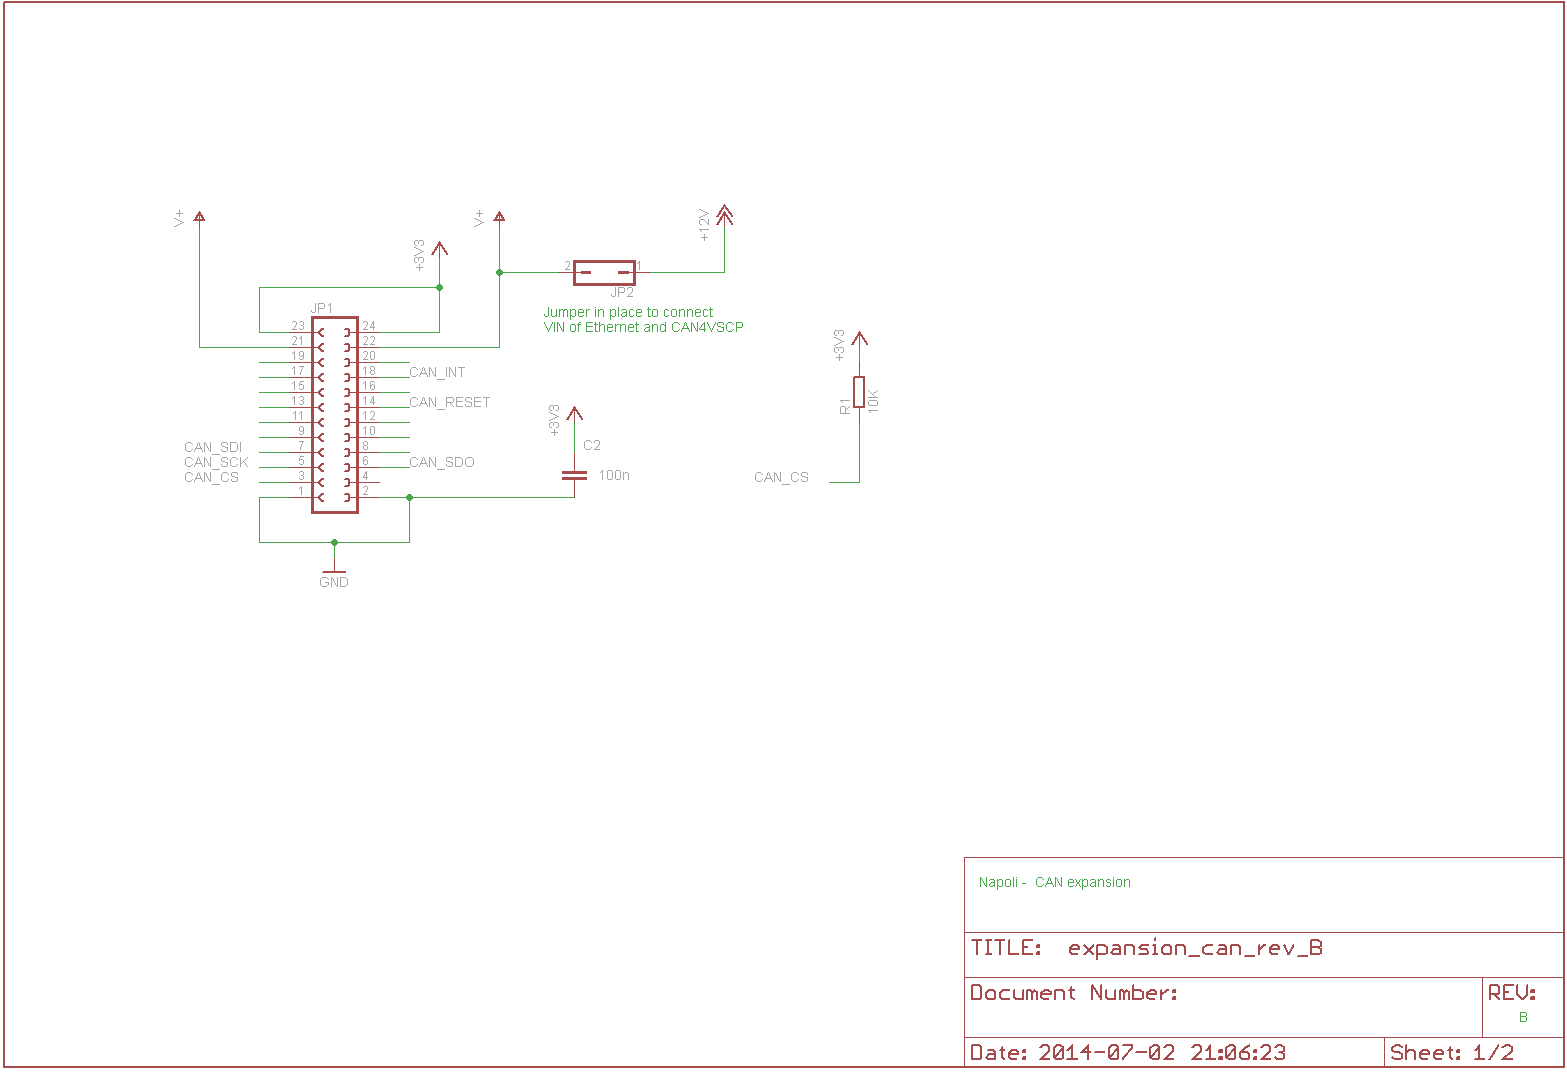 V+
V+
+12V
+3V3
2
1
JP2
Jumper in place to connect
VIN of Ethernet and CAN4VSCP
JP1
23 24
21 22
19 20
17 18 CAN_INT
15 16
13 14 CAN_RESET
11 12
9 10
CAN_SDI 7 8
CAN_SCK 5 6 CAN_SDO
CAN_CS 3 4
1 2
GND
+3V3
C2
100n
+3V3
R1
10K
CAN_CS
Napoli - CAN expansion
TITLE: expansion_can_rev_B
Document Number:
REV:
B
Date: 2014-07-02 21:06:23
Sheet: 1/2